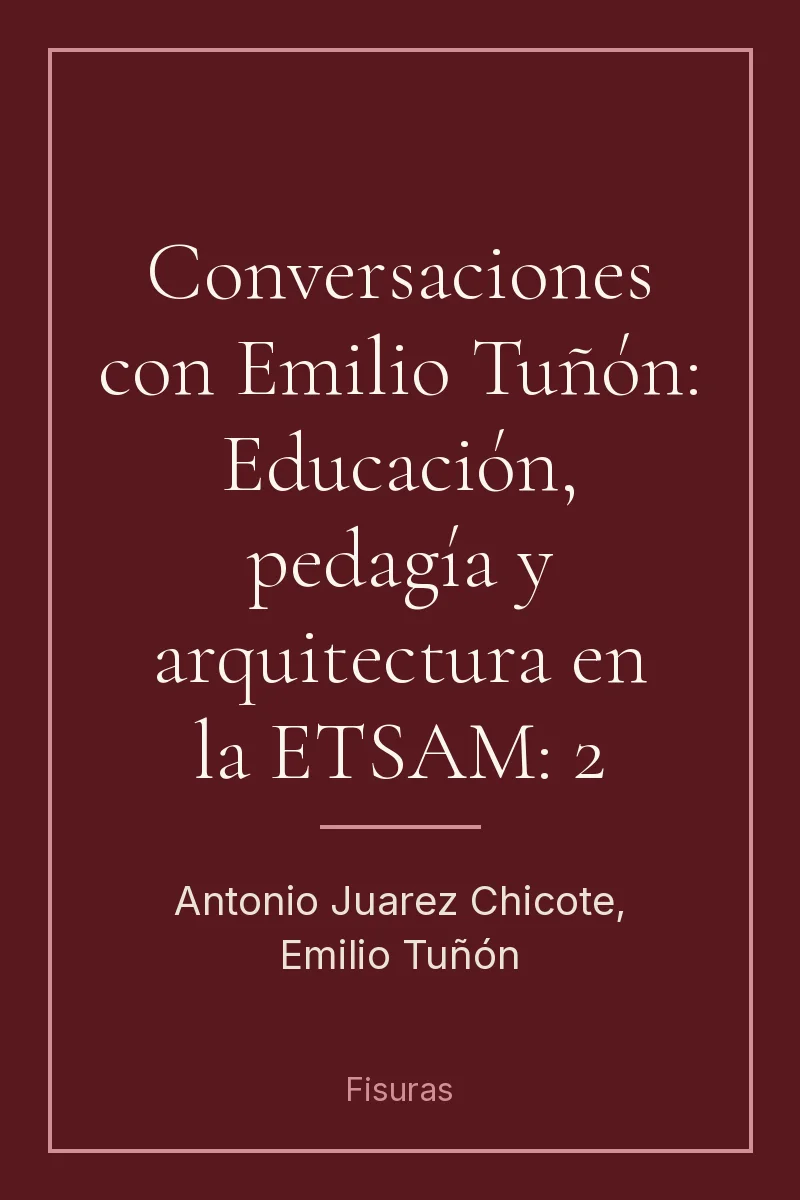 Conversaciones
con Emilio Tuñón:
Educación,
pedagía y
arquitectura en
la ETSAM: 2
Antonio Juarez Chicote,
Emilio Tuñón
Fisuras